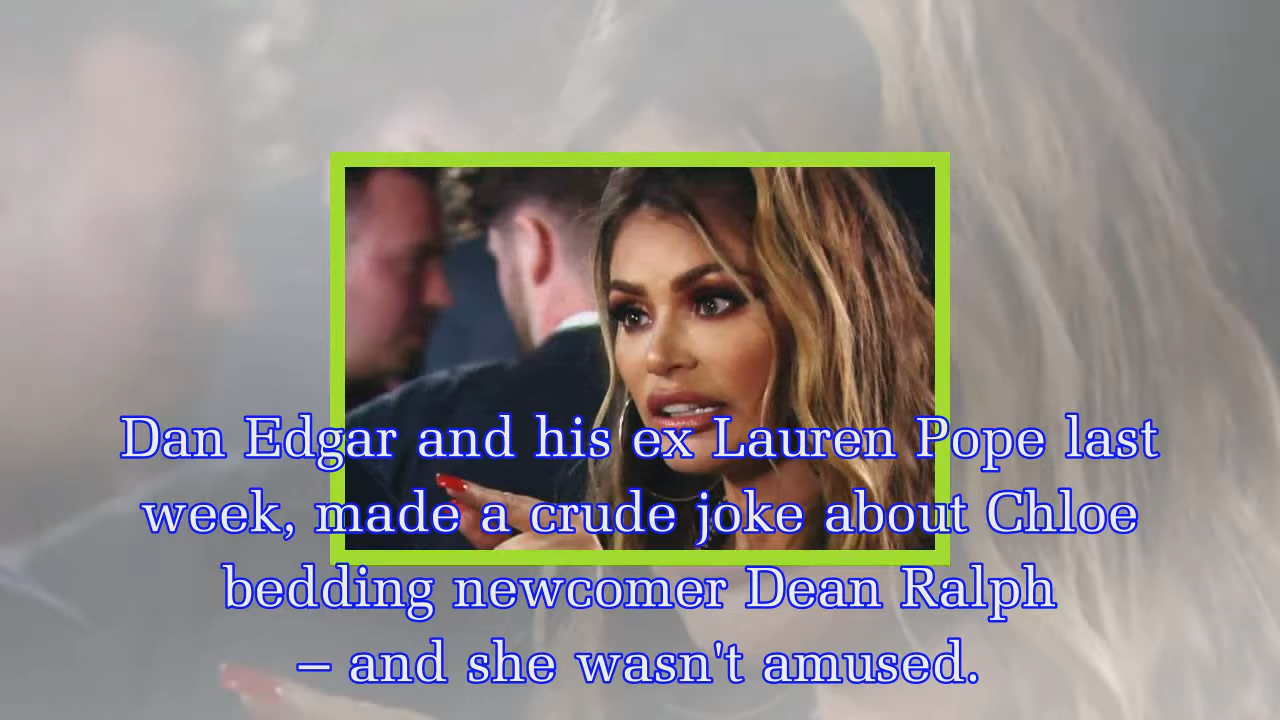 Dan Edgar and his ex Lauren Pope last
week, made a crude joke about Chloe
bedding newcomer Dean Ralph
– and she wasn't amused.